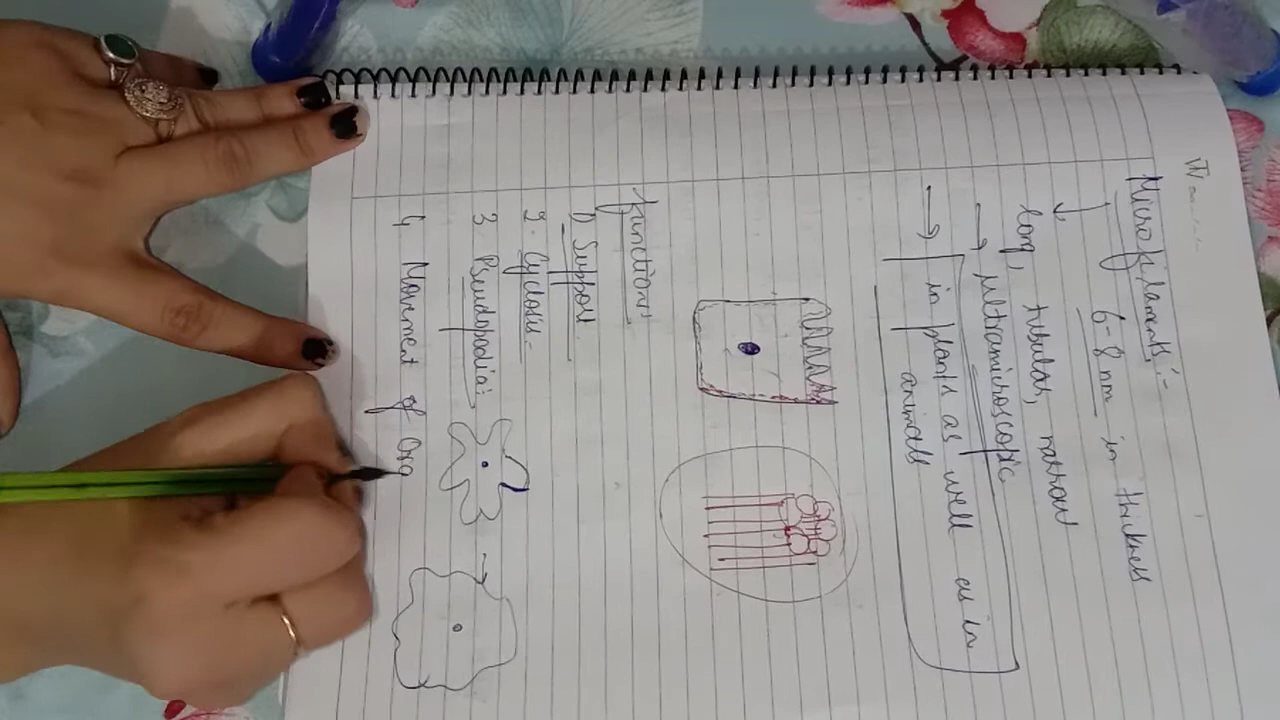 Microfilaments:-
6-8 nm in thickness
long, tubular, narrow
→ ultramicroscopic
→ in plants as well as in
animals
functions
1) Support
2. Cyclosis-
3 Pseudopodia:
4 Movement of Org